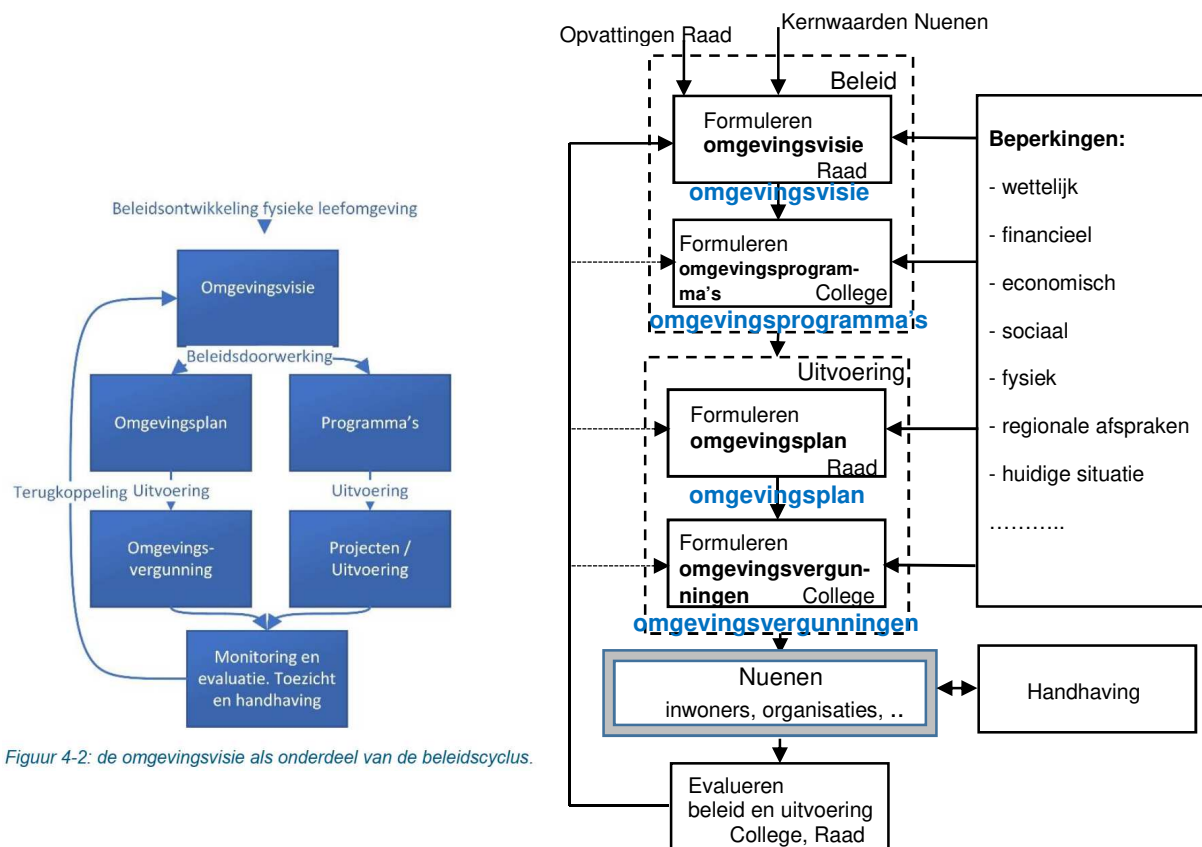 Beleidsontwikkeling fysieke leefomgeving
Omgevingsvisie
Beleidsdoorwerking
Omgevingsplan
Programma's
Terugkoppeling
Uitvoering
Uitvoering
Omgevings-
vergunning
Projecten /
Uitvoering
Monitoring en
evaluatie. Toezicht
en handhaving
Figuur 4-2: de omgevingsvisie als onderdeel van de beleidscyclus.
Opvattingen Raad
Kernwaarden Nuenen
Beleid
Formuleren
omgevingsvisie
Raad
omgevingsvisie
Formuleren
omgevingsprogram-
ma's College
omgevingsprogramma's
Uitvoering
Formuleren
omgevingsplan
Raad
omgevingsplan
Formuleren
omgevingsvergun-
ningen College
omgevingsvergunningen
Nuenen
inwoners, organisaties, ..
Evalueren
beleid en uitvoering
College, Raad
Beperkingen:
- wettelijk
- financieel
- economisch
- sociaal
- fysiek
- regionale afspraken
- huidige situatie
………..
Handhaving